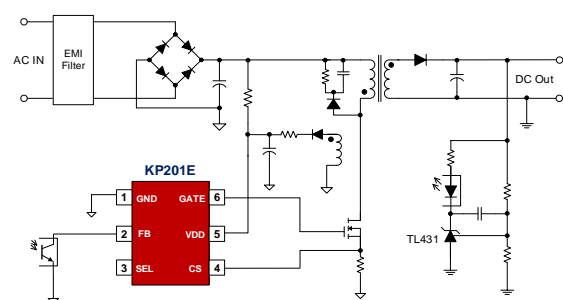 AC IN
EMI
Filter
DC Out
KP201E
1 GND GATE 6
2 FB VDD 5
3 SEL CS 4
TL431